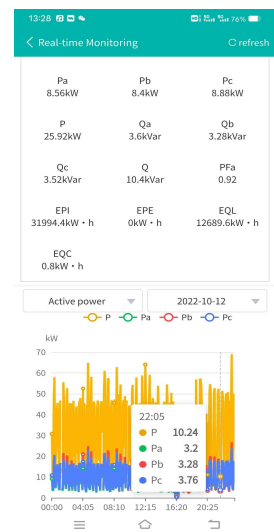 13:28 76%
Real-time Monitoring refresh
Pa Pb Pc
8.56kW 8.4kW 8.88kW
P Qa Qb
25.92kW 3.6kVar 3.28kVar
Qc Q PFa
3.52kVar 10.4kVar 0.92
EPI EPE EQL
31994.4kW・h 0kW・h 12689.6kW・h
EQC
0.8kW・h
Active power 2022-10-12
P Pa Pb Pc
kW
70
60
50
40
30
20
10
0
22:05
P 10.24
Pa 3.2
Pb 3.28
Pc 3.76
00:00 04:05 08:10 12:15 16:20 20:25